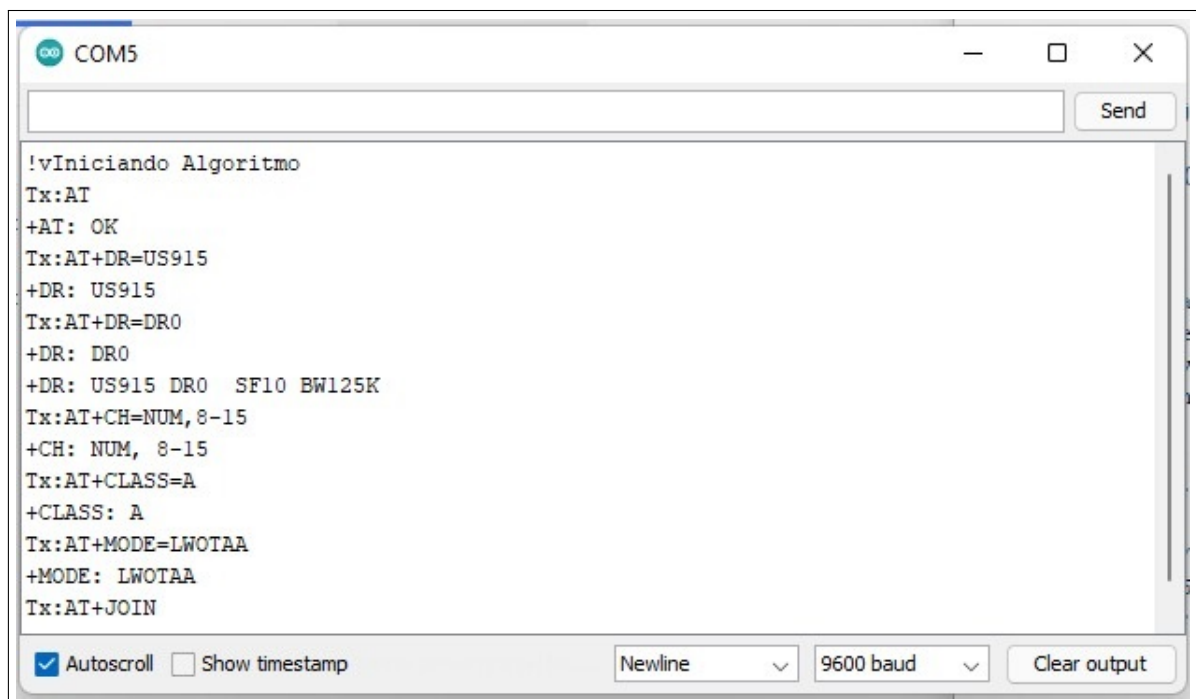 COM5
Send
!vIniciando Algoritmo
Tx:AT
+AT: OK
Tx:AT+DR=US915
+DR: US915
Tx:AT+DR=DR0
+DR: DR0
+DR: US915 DR0  SF10 BW125K
Tx:AT+CH=NUM,8-15
+CH: NUM, 8-15
Tx:AT+CLASS=A
+CLASS: A
Tx:AT+MODE=LWOTAA
+MODE: LWOTAA
Tx:AT+JOIN
Autoscroll Show timestamp Newline 9600 baud Clear output